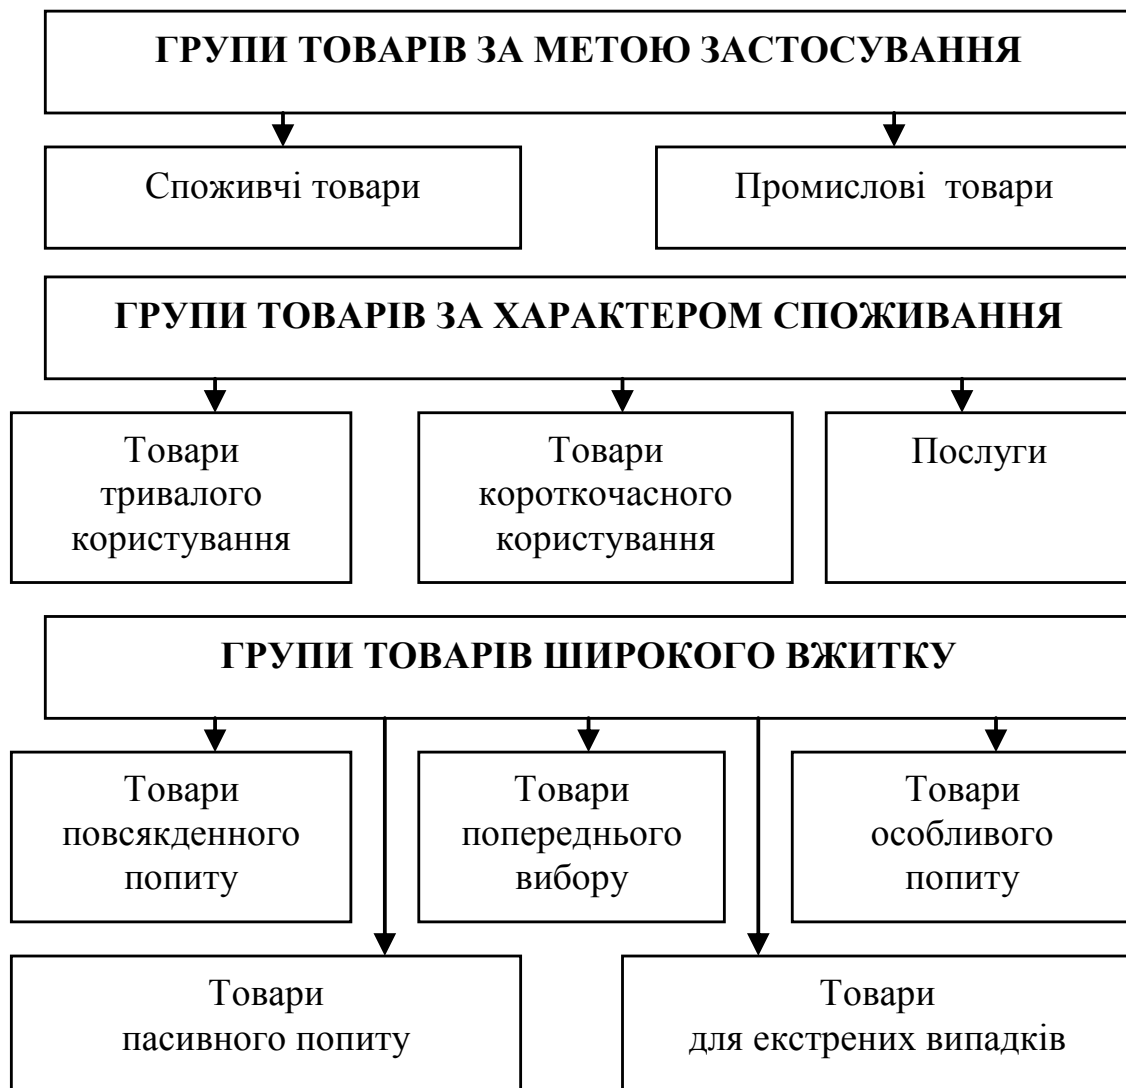 ГРУПИ ТОВАРІВ ЗА МЕТОЮ ЗАСТОСУВАННЯ
Споживчі товари
Промислові товари
ГРУПИ ТОВАРІВ ЗА ХАРАКТЕРОМ СПОЖИВАННЯ
Товари
тривалого
користування
Товари
короткочасного
користування
Послуги
ГРУПИ ТОВАРІВ ШИРОКОГО ВЖИТКУ
Товари
повсякденного
попиту
Товари
попереднього
вибору
Товари
особливого
попиту
Товари
пасивного попиту
Товари
для екстрених випадків